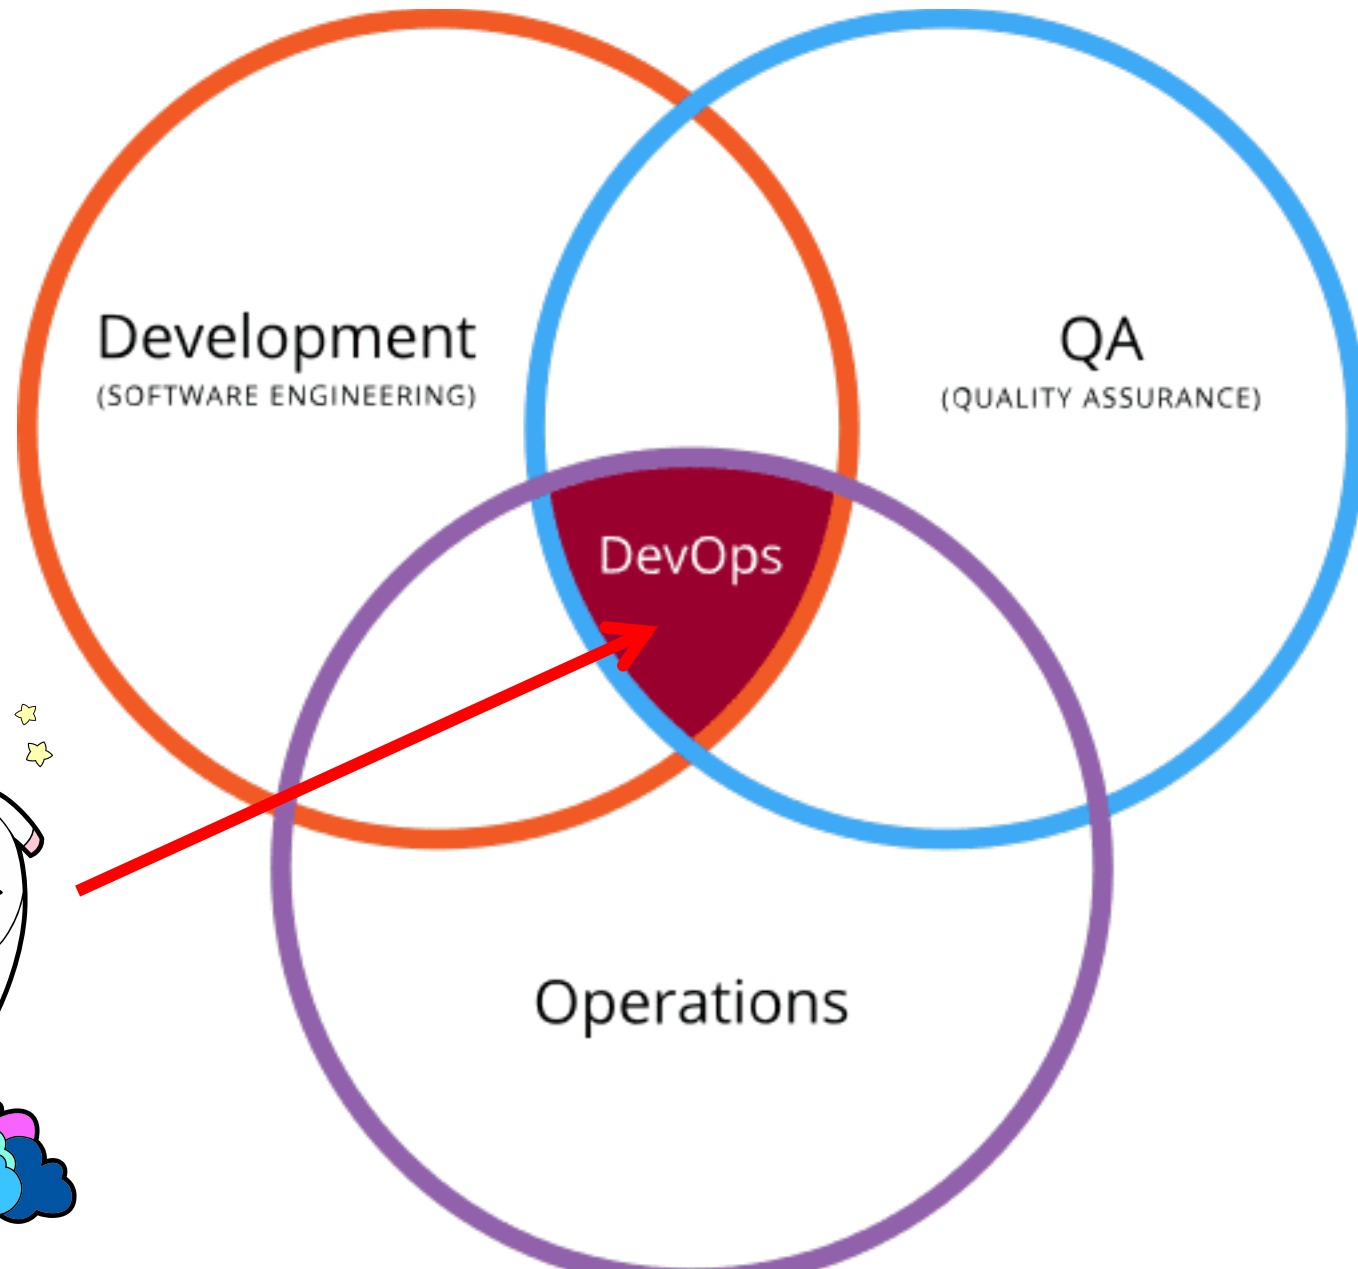 Development
(SOFTWARE ENGINEERING)
QA
(QUALITY ASSURANCE)
DevOps
Operations